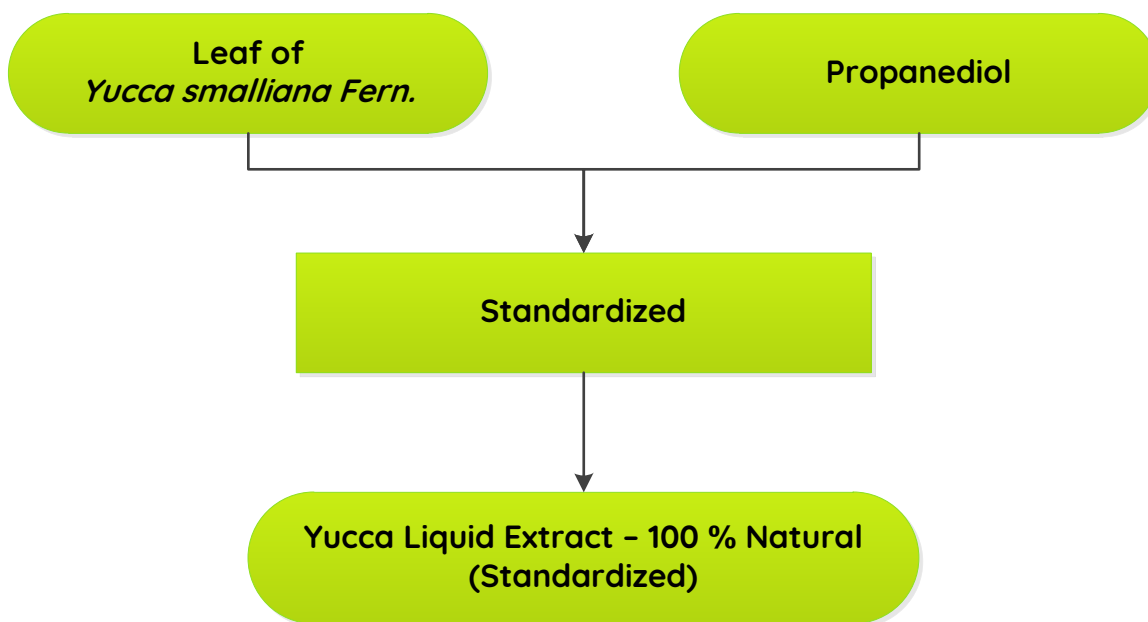 Leaf of
Yucca smalliana Fern.
Propanediol
Standardized
Yucca Liquid Extract – 100 % Natural
(Standardized)